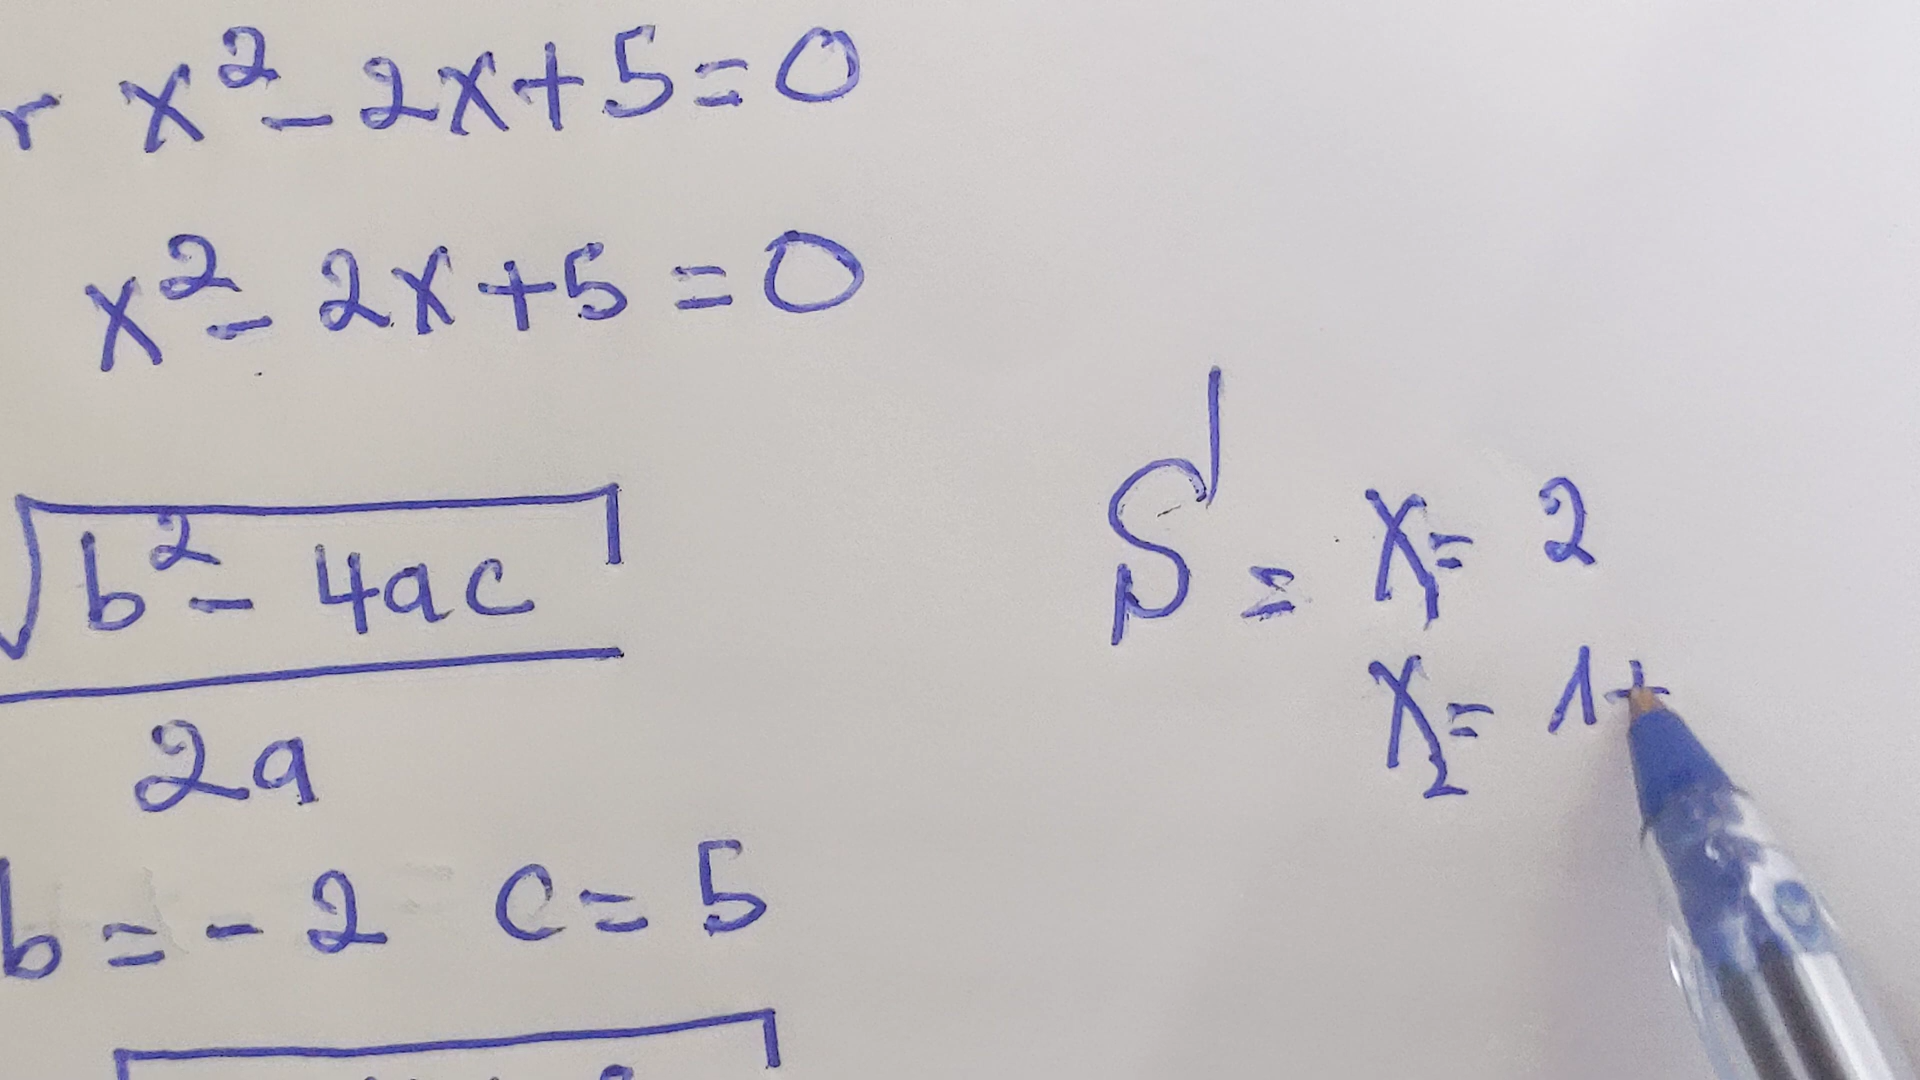 r x² - 2x + 5 = 0
x² - 2x + 5 = 0
√b² - 4ac
2a
b = - 2 c = 5
S = x₁ = 2
x₂ = 1+